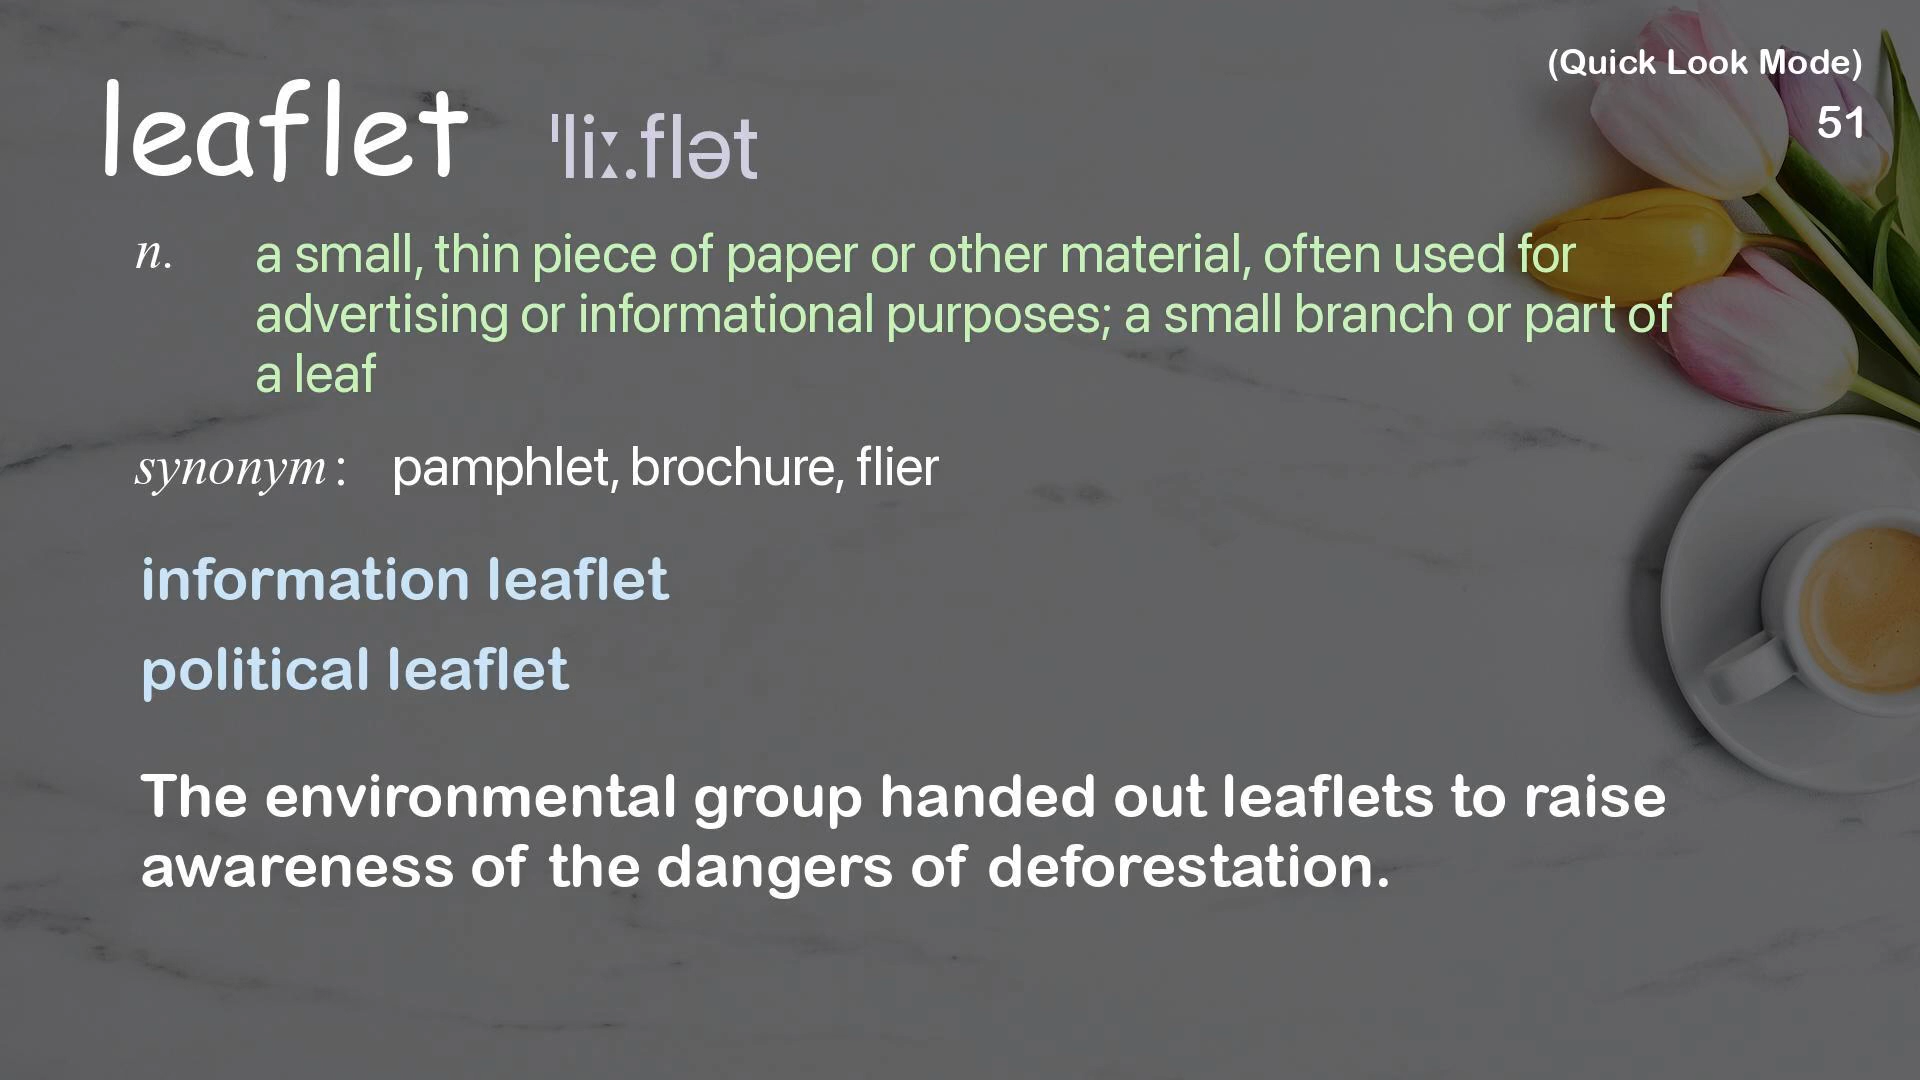 (Quick Look Mode)
51
leaflet ˈliː.flət
n. a small, thin piece of paper or other material, often used for
advertising or informational purposes; a small branch or part of
a leaf
synonym: pamphlet, brochure, flier
information leaflet
political leaflet
The environmental group handed out leaflets to raise
awareness of the dangers of deforestation.